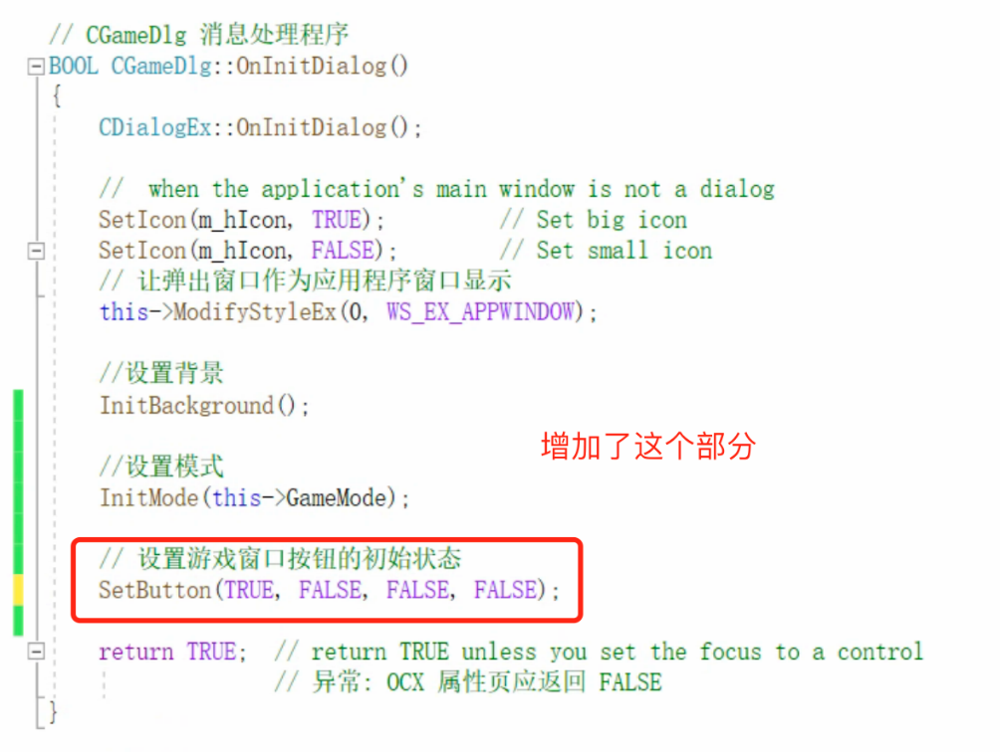 // CGameDlg 消息处理程序
BOOL CGameDlg::OnInitDialog()
{
CDialogEx::OnInitDialog();
// when the application's main window is not a dialog
SetIcon(m_hIcon, TRUE); // Set big icon
SetIcon(m_hIcon, FALSE); // Set small icon
// 让弹出窗口作为应用程序窗口显示
this->ModifyStyleEx(0, WS_EX_APPWINDOW);
//设置背景
InitBackground();
增加了这个部分
//设置模式
InitMode(this->GameMode);
// 设置游戏窗口按钮的初始状态
SetButton(TRUE, FALSE, FALSE, FALSE);
return TRUE; // return TRUE unless you set the focus to a control
// 异常: OCX 属性页应返回 FALSE
}